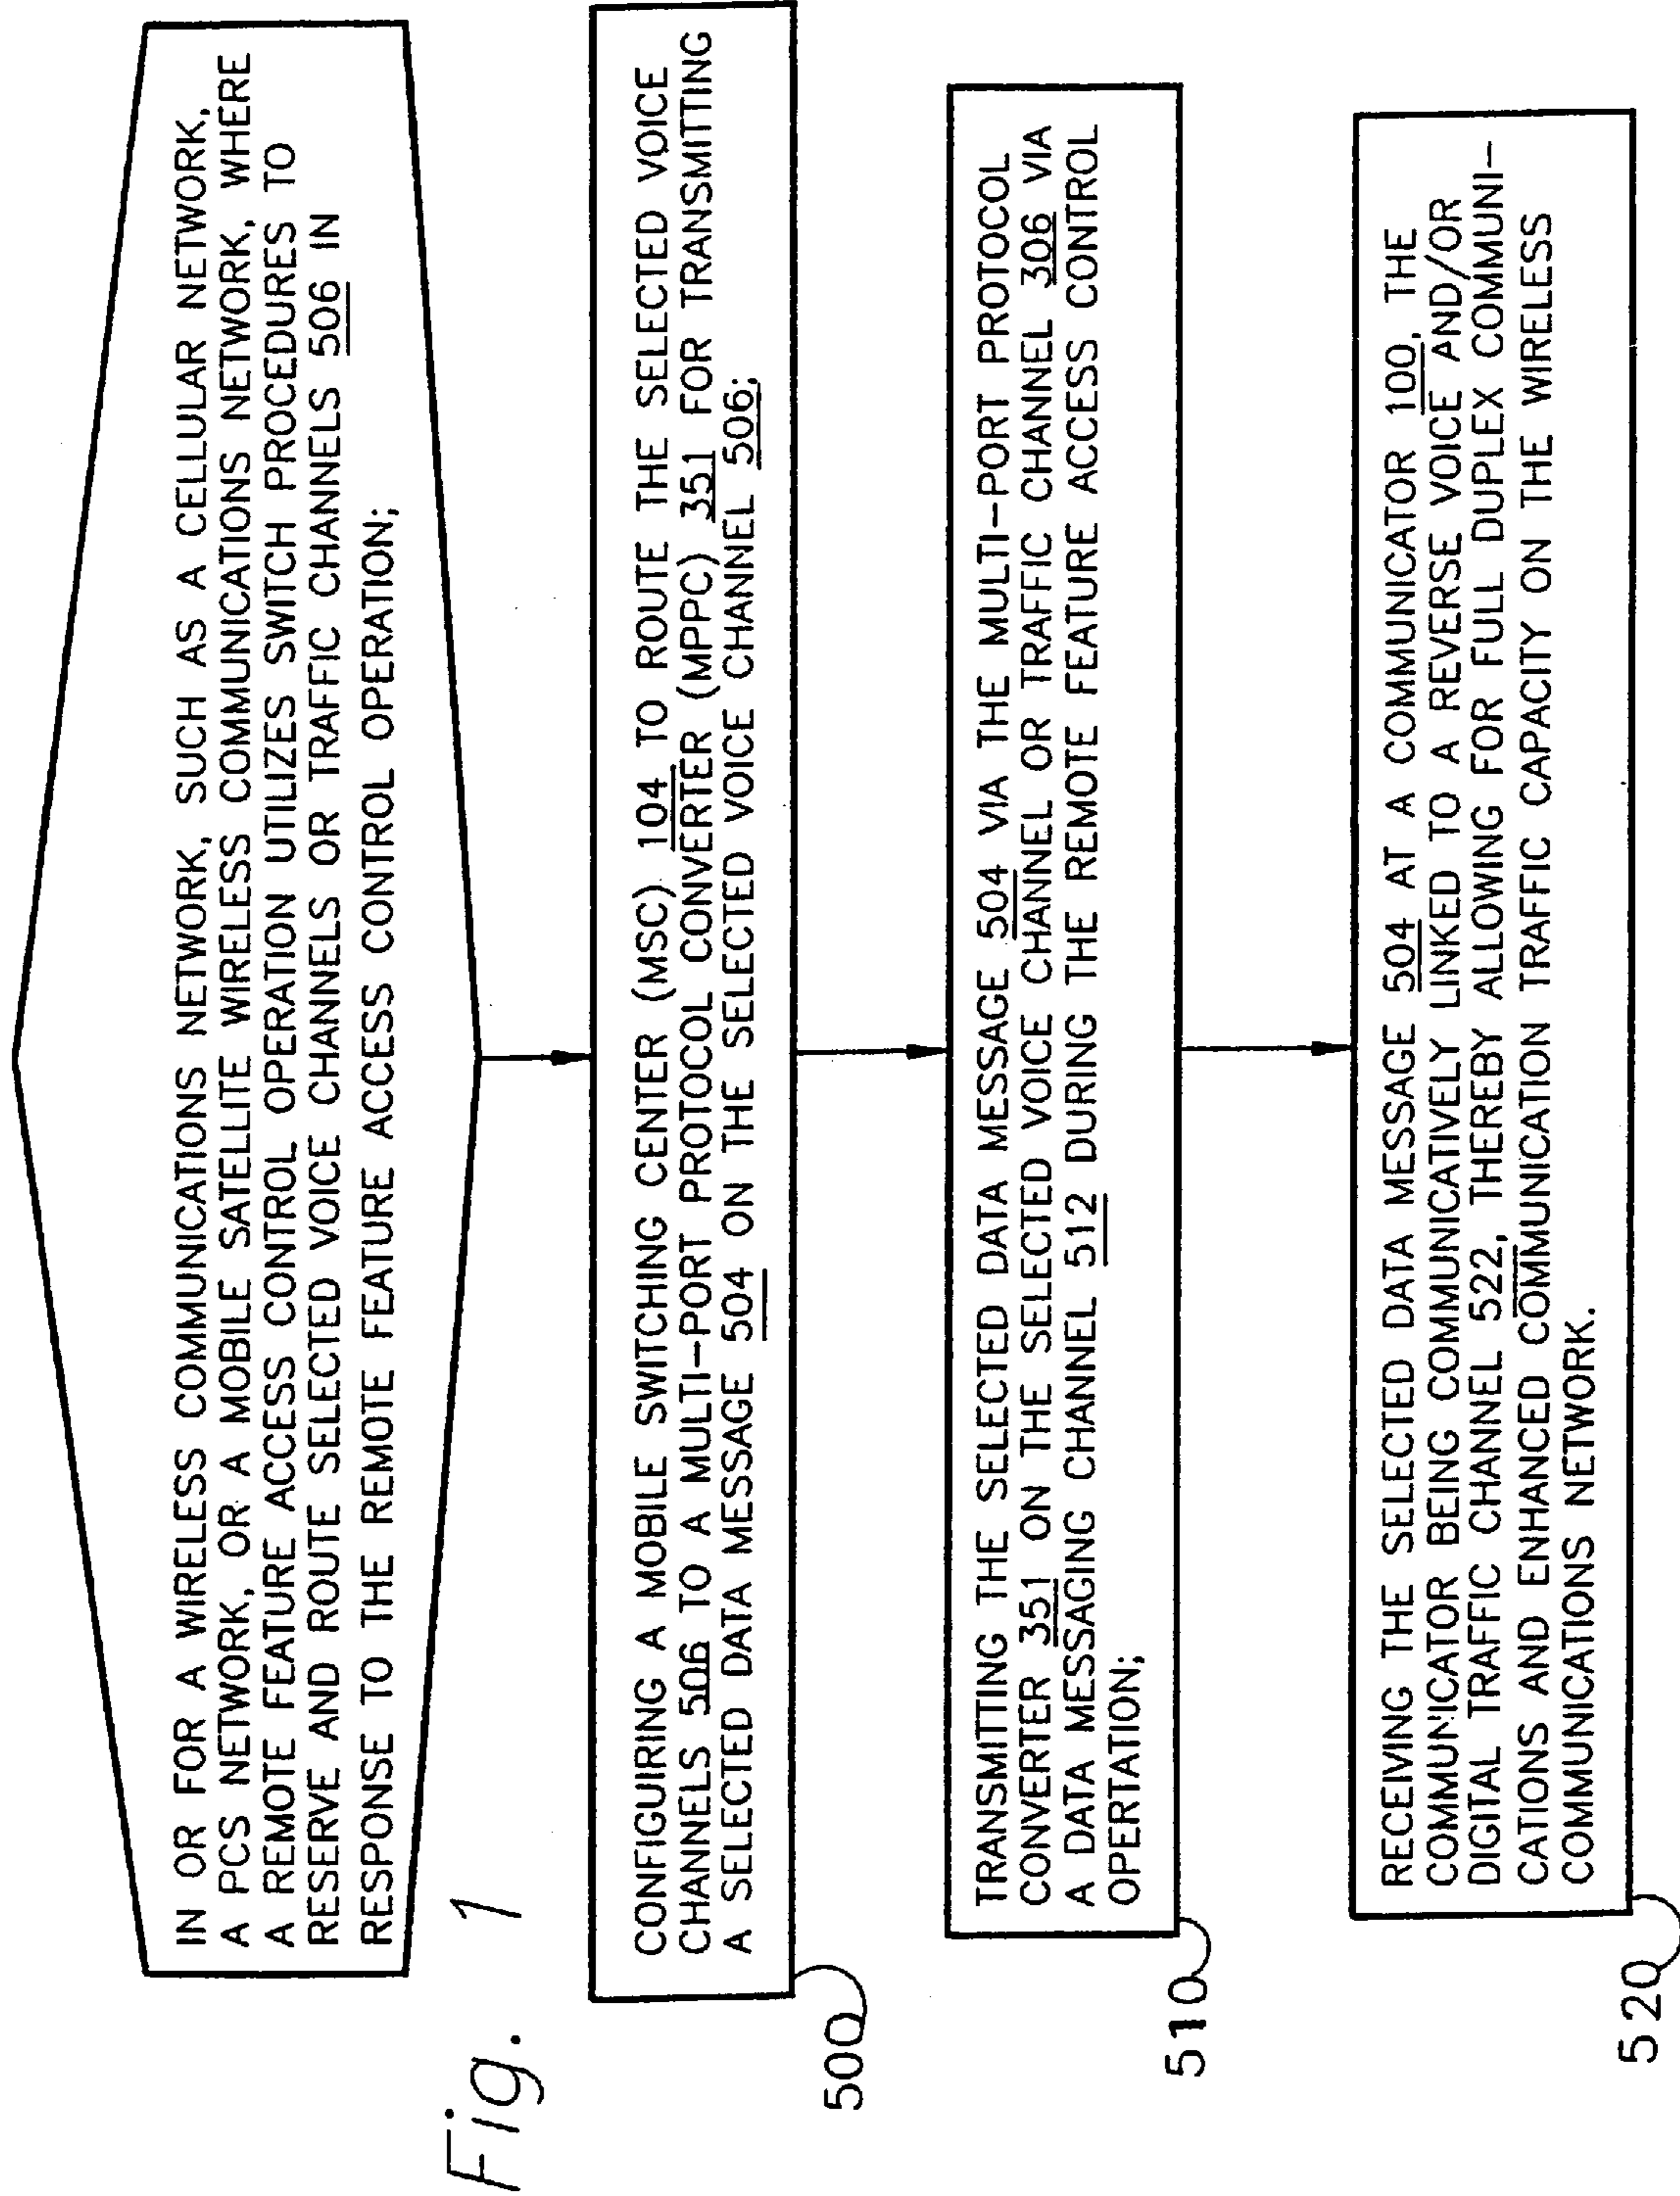 IN OR FOR A WIRELESS COMMUNICATIONS NETWORK, SUCH AS A CELLULAR NETWORK,
A PCS NETWORK, OR A MOBILE SATELLITE WIRELESS COMMUNICATIONS NETWORK, WHERE
A REMOTE FEATURE ACCESS CONTROL OPERATION UTILIZES SWITCH PROCEDURES TO
RESERVE AND ROUTE SELECTED VOICE CHANNELS OR TRAFFIC CHANNELS 506 IN
RESPONSE TO THE REMOTE FEATURE ACCESS CONTROL OPERATION;
Fig. 1
CONFIGUIRING A MOBILE SWITCHING CENTER (MSC) 104 TO ROUTE THE SELECTED VOICE
CHANNELS 506 TO A MULTI-PORT PROTOCOL CONVERTER (MPPC) 351 FOR TRANSMITTING
A SELECTED DATA MESSAGE 504 ON THE SELECTED VOICE CHANNEL 506;
500
TRANSMITTING THE SELECTED DATA MESSAGE 504 VIA THE MULTI-PORT PROTOCOL
CONVERTER 351 ON THE SELECTED VOICE CHANNEL OR TRAFFIC CHANNEL 306 VIA
A DATA MESSAGING CHANNEL 512 DURING THE REMOTE FEATURE ACCESS CONTROL
OPERTATION;
510
RECEIVING THE SELECTED DATA MESSAGE 504 AT A COMMUNICATOR 100, THE
COMMUNICATOR BEING COMMUNICATIVELY LINKED TO A REVERSE VOICE AND/OR
DIGITAL TRAFFIC CHANNEL 522, THEREBY ALLOWING FOR FULL DUPLEX COMMUNI-
CATIONS AND ENHANCED COMMUNICATION TRAFFIC CAPACITY ON THE WIRELESS
COMMUNICATIONS NETWORK.
520